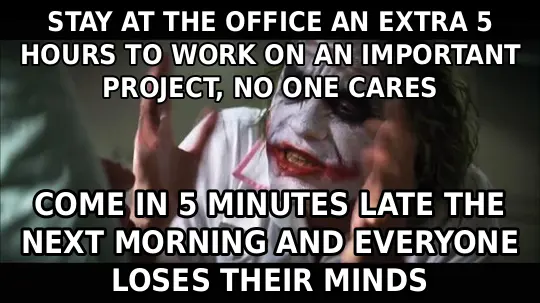 STAY AT THE OFFICE AN EXTRA 5
HOURS TO WORK ON AN IMPORTANT
PROJECT, NO ONE CARES
COME IN 5 MINUTES LATE THE
NEXT MORNING AND EVERYONE
LOSES THEIR MINDS